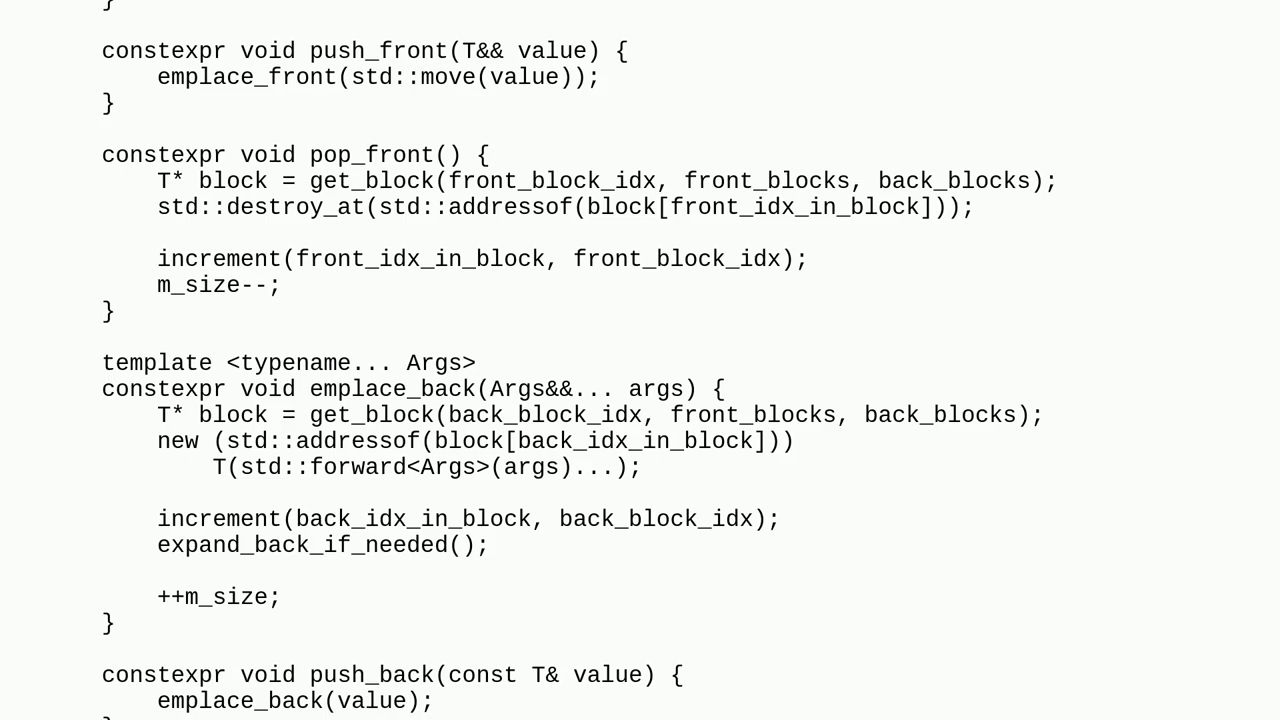 }
constexpr void push_front(T&& value) {
    emplace_front(std::move(value));
}
constexpr void pop_front() {
    T* block = get_block(front_block_idx, front_blocks, back_blocks);
    std::destroy_at(std::addressof(block[front_idx_in_block]));
    increment(front_idx_in_block, front_block_idx);
    m_size--;
}
template <typename... Args>
constexpr void emplace_back(Args&&... args) {
    T* block = get_block(back_block_idx, front_blocks, back_blocks);
    new (std::addressof(block[back_idx_in_block]))
        T(std::forward<Args>(args)...);
    increment(back_idx_in_block, back_block_idx);
    expand_back_if_needed();
    ++m_size;
}
constexpr void push_back(const T& value) {
    emplace_back(value);
}